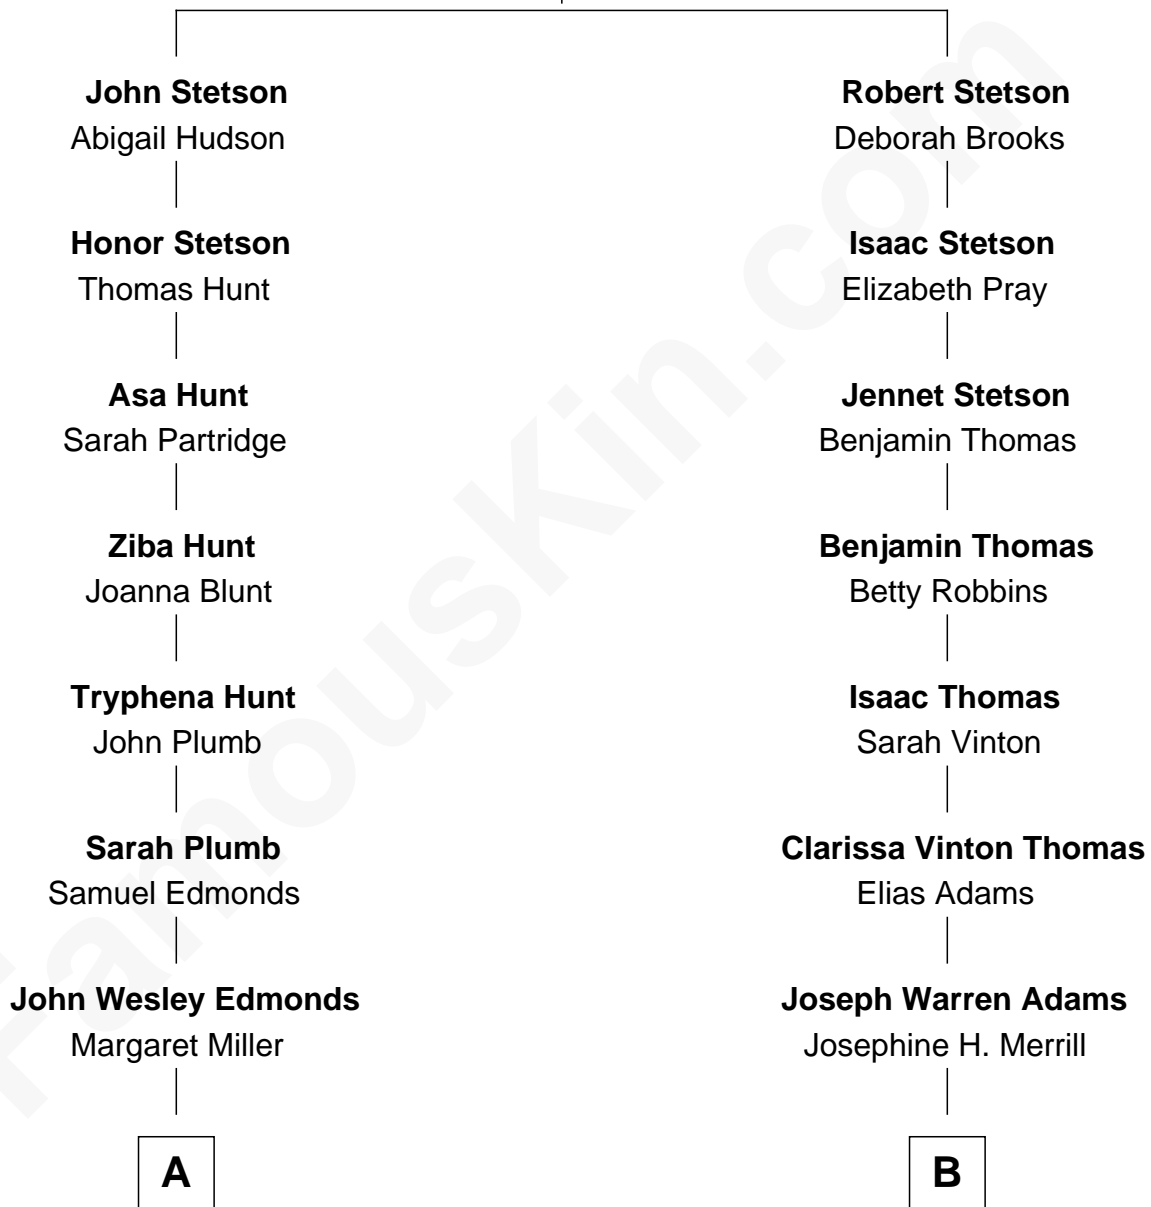 John Stetson
Abigail Hudson
Honor Stetson
Thomas Hunt
Asa Hunt
Sarah Partridge
Ziba Hunt
Joanna Blunt
Tryphena Hunt
John Plumb
Sarah Plumb
Samuel Edmonds
John Wesley Edmonds
Margaret Miller
A
Robert Stetson
Deborah Brooks
Isaac Stetson
Elizabeth Pray
Jennet Stetson
Benjamin Thomas
Benjamin Thomas
Betty Robbins
Isaac Thomas
Sarah Vinton
Clarissa Vinton Thomas
Elias Adams
Joseph Warren Adams
Josephine H. Merrill
B
FamousKin.com